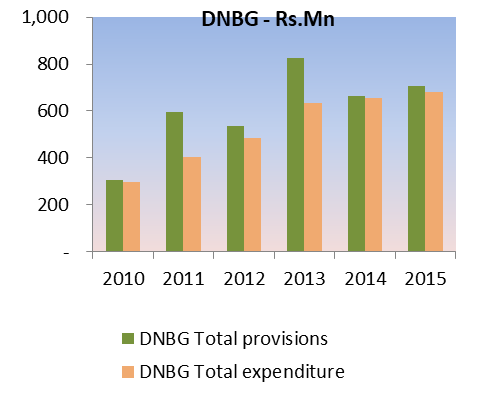 DNBG - Rs.Mn
1,000
800
600
400
200
-
2010 2011 2012 2013 2014 2015
DNBG Total provisions
DNBG Total expenditure